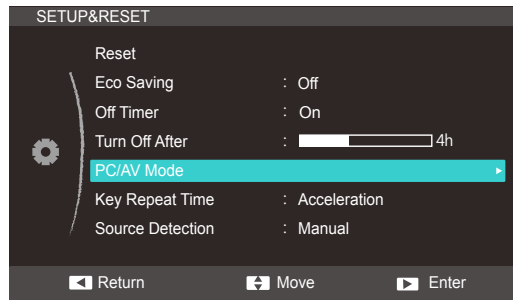 SETUP&RESET
Reset
Eco Saving : Off
Off Timer : On
Turn Off After : 4h
PC/AV Mode
Key Repeat Time : Acceleration
Source Detection : Manual
Return Move Enter